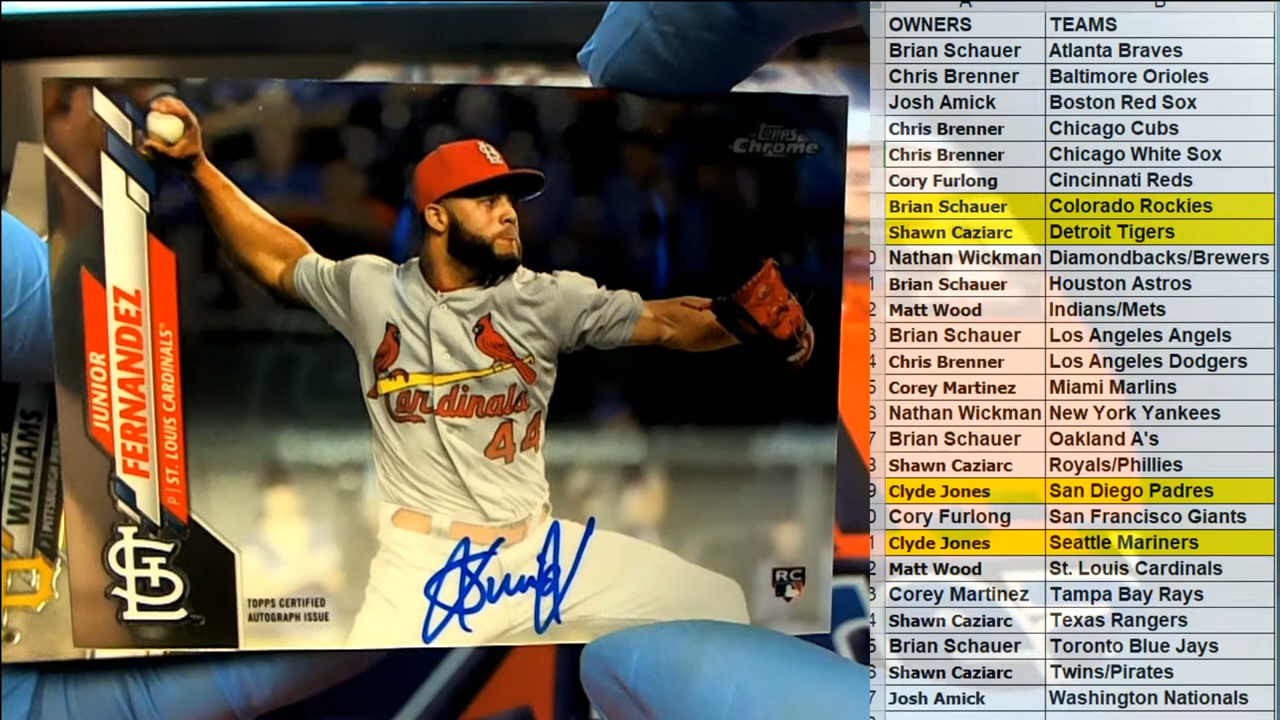 Topps
Chrome
JUNIOR
FERNANDEZ
P | ST. LOUIS CARDINALS®
Cardinals
44
STL
TOPPS CERTIFIED
AUTOGRAPH ISSUE
RC
WILLIAMS
OWNERS TEAMS
Brian Schauer Atlanta Braves
Chris Brenner Baltimore Orioles
Josh Amick Boston Red Sox
Chris Brenner Chicago Cubs
Chris Brenner Chicago White Sox
Cory Furlong Cincinnati Reds
Brian Schauer Colorado Rockies
Shawn Caziarc Detroit Tigers
Nathan Wickman Diamondbacks/Brewers
Brian Schauer Houston Astros
Matt Wood Indians/Mets
Brian Schauer Los Angeles Angels
Chris Brenner Los Angeles Dodgers
Corey Martinez Miami Marlins
Nathan Wickman New York Yankees
Brian Schauer Oakland A's
Shawn Caziarc Royals/Phillies
Clyde Jones San Diego Padres
Cory Furlong San Francisco Giants
Clyde Jones Seattle Mariners
Matt Wood St. Louis Cardinals
Corey Martinez Tampa Bay Rays
Shawn Caziarc Texas Rangers
Brian Schauer Toronto Blue Jays
Shawn Caziarc Twins/Pirates
Josh Amick Washington Nationals